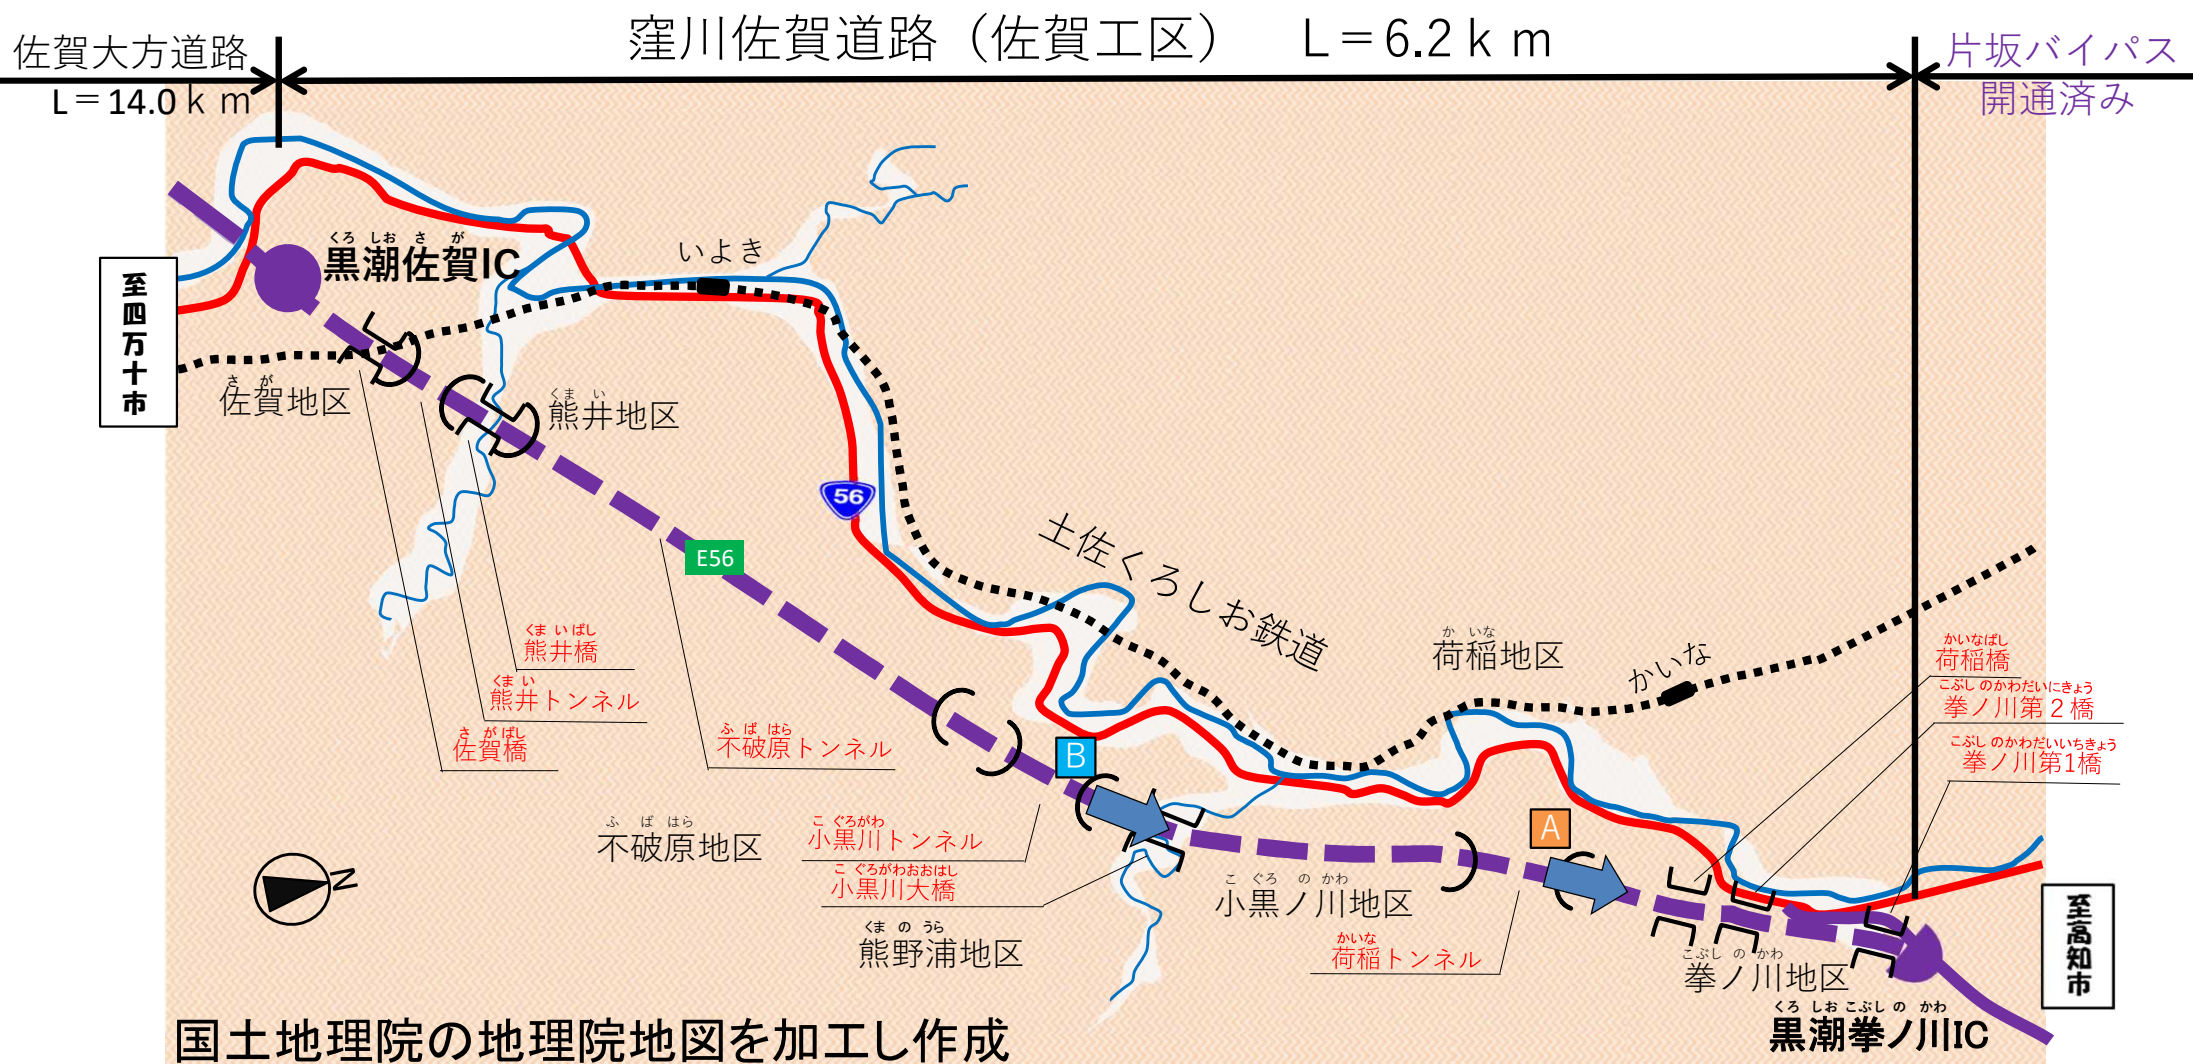 佐賀大方道路
L=14.0km
窪川佐賀道路（佐賀工区）　L=6.2km
片坂バイパス
開通済み
くろ しお さ が
黒潮佐賀IC
いよき
至四万十市
さ が
佐賀地区
くま い
熊井地区
56
E56
土佐くろしお鉄道
か いな
荷稲地区
かいな
くま い ばし
熊井橋
くま い
熊井トンネル
さ が ばし
佐賀橋
ふ ば はら
不破原トンネル
かいなばし
荷稲橋
こぶし のかわだいにきょう
拳ノ川第２橋
こぶし のかわだいいちきょう
拳ノ川第1橋
B
A
ふ ば はら
不破原地区
こ ぐろがわ
小黒川トンネル
こ ぐろがわおおはし
小黒川大橋
くま の うら
熊野浦地区
こ ぐろ の かわ
小黒ノ川地区
かいな
荷稲トンネル
こぶし の かわ
拳ノ川地区
くろ しお こぶし の かわ
黒潮拳ノ川IC
至高知市
N
国土地理院の地理院地図を加工し作成